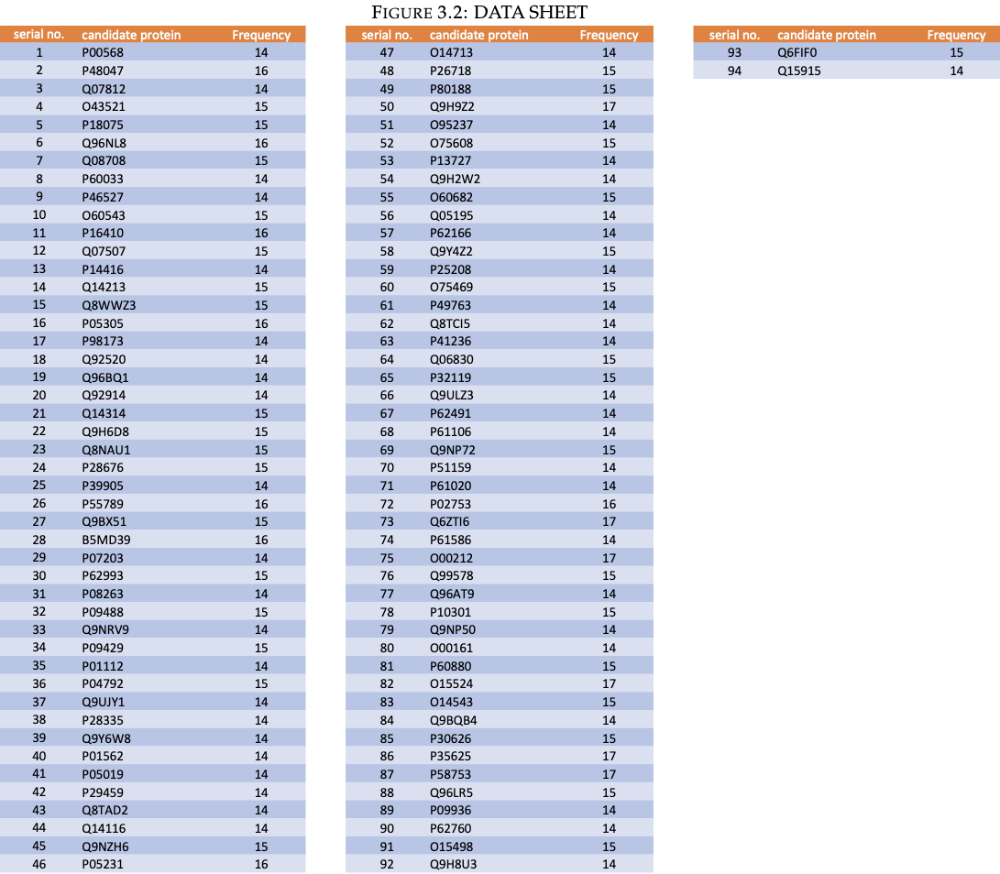 FIGURE 3.2: DATA SHEET
serial no. candidate protein Frequency
1 P00568 14
2 P48047 16
3 Q07812 14
4 O43521 15
5 P18075 15
6 Q96NL8 16
7 Q08708 15
8 P60033 14
9 P46527 14
10 O60543 15
11 P16410 16
12 Q07507 15
13 P14416 14
14 Q14213 15
15 Q8WWZ3 15
16 P05305 16
17 P98173 14
18 Q92520 14
19 Q96BQ1 14
20 Q92914 14
21 Q14314 15
22 Q9H6D8 15
23 Q8NAU1 15
24 P28676 15
25 P39905 14
26 P55789 16
27 Q9BX51 15
28 B5MD39 16
29 P07203 14
30 P62993 15
31 P08263 14
32 P09488 15
33 Q9NRV9 14
34 P09429 15
35 P01112 14
36 P04792 15
37 Q9UJY1 14
38 P28335 14
39 Q9Y6W8 14
40 P01562 14
41 P05019 14
42 P29459 14
43 Q8TAD2 14
44 Q14116 14
45 Q9NZH6 15
46 P05231 16
serial no. candidate protein Frequency
47 O14713 14
48 P26718 15
49 P80188 15
50 Q9H9Z2 17
51 O95237 14
52 O75608 15
53 P13727 14
54 Q9H2W2 14
55 O60682 15
56 Q05195 14
57 P62166 14
58 Q9Y4Z2 15
59 P25208 14
60 O75469 15
61 P49763 14
62 Q8TCI5 14
63 P41236 14
64 Q06830 15
65 P32119 15
66 Q9ULZ3 14
67 P62491 14
68 P61106 14
69 Q9NP72 15
70 P51159 14
71 P61020 14
72 P02753 16
73 Q6ZTI6 17
74 P61586 14
75 O00212 17
76 Q99578 15
77 Q96AT9 14
78 P10301 15
79 Q9NP50 14
80 O00161 14
81 P60880 15
82 O15524 17
83 O14543 15
84 Q9BQB4 14
85 P30626 15
86 P35625 17
87 P58753 17
88 Q96LR5 15
89 P09936 14
90 P62760 14
91 O15498 15
92 Q9H8U3 14
serial no. candidate protein Frequency
93 Q6FIF0 15
94 Q15915 14